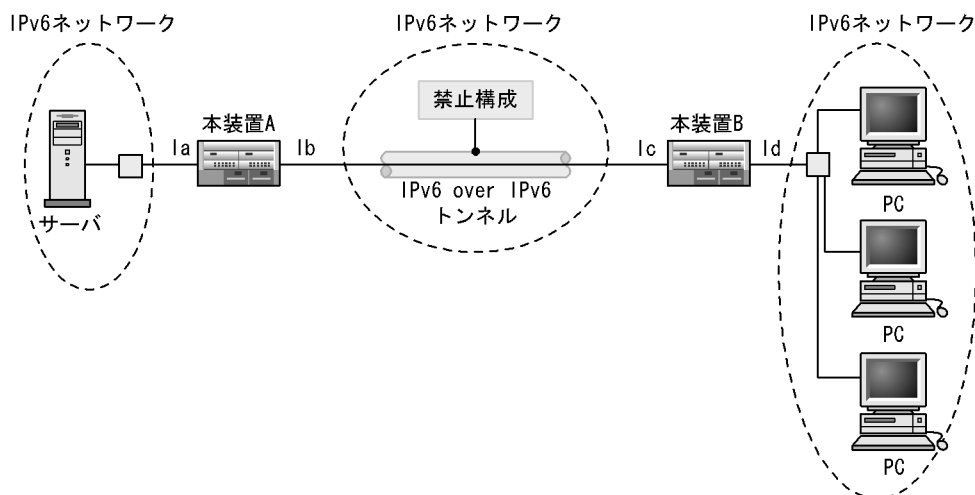 IPv6ネットワーク
IPv6ネットワーク
IPv6ネットワーク
禁止構成
本装置A
本装置B
Ia
Ib
Ic
Id
IPv6 over IPv6
トンネル
サーバ
PC
PC
PC